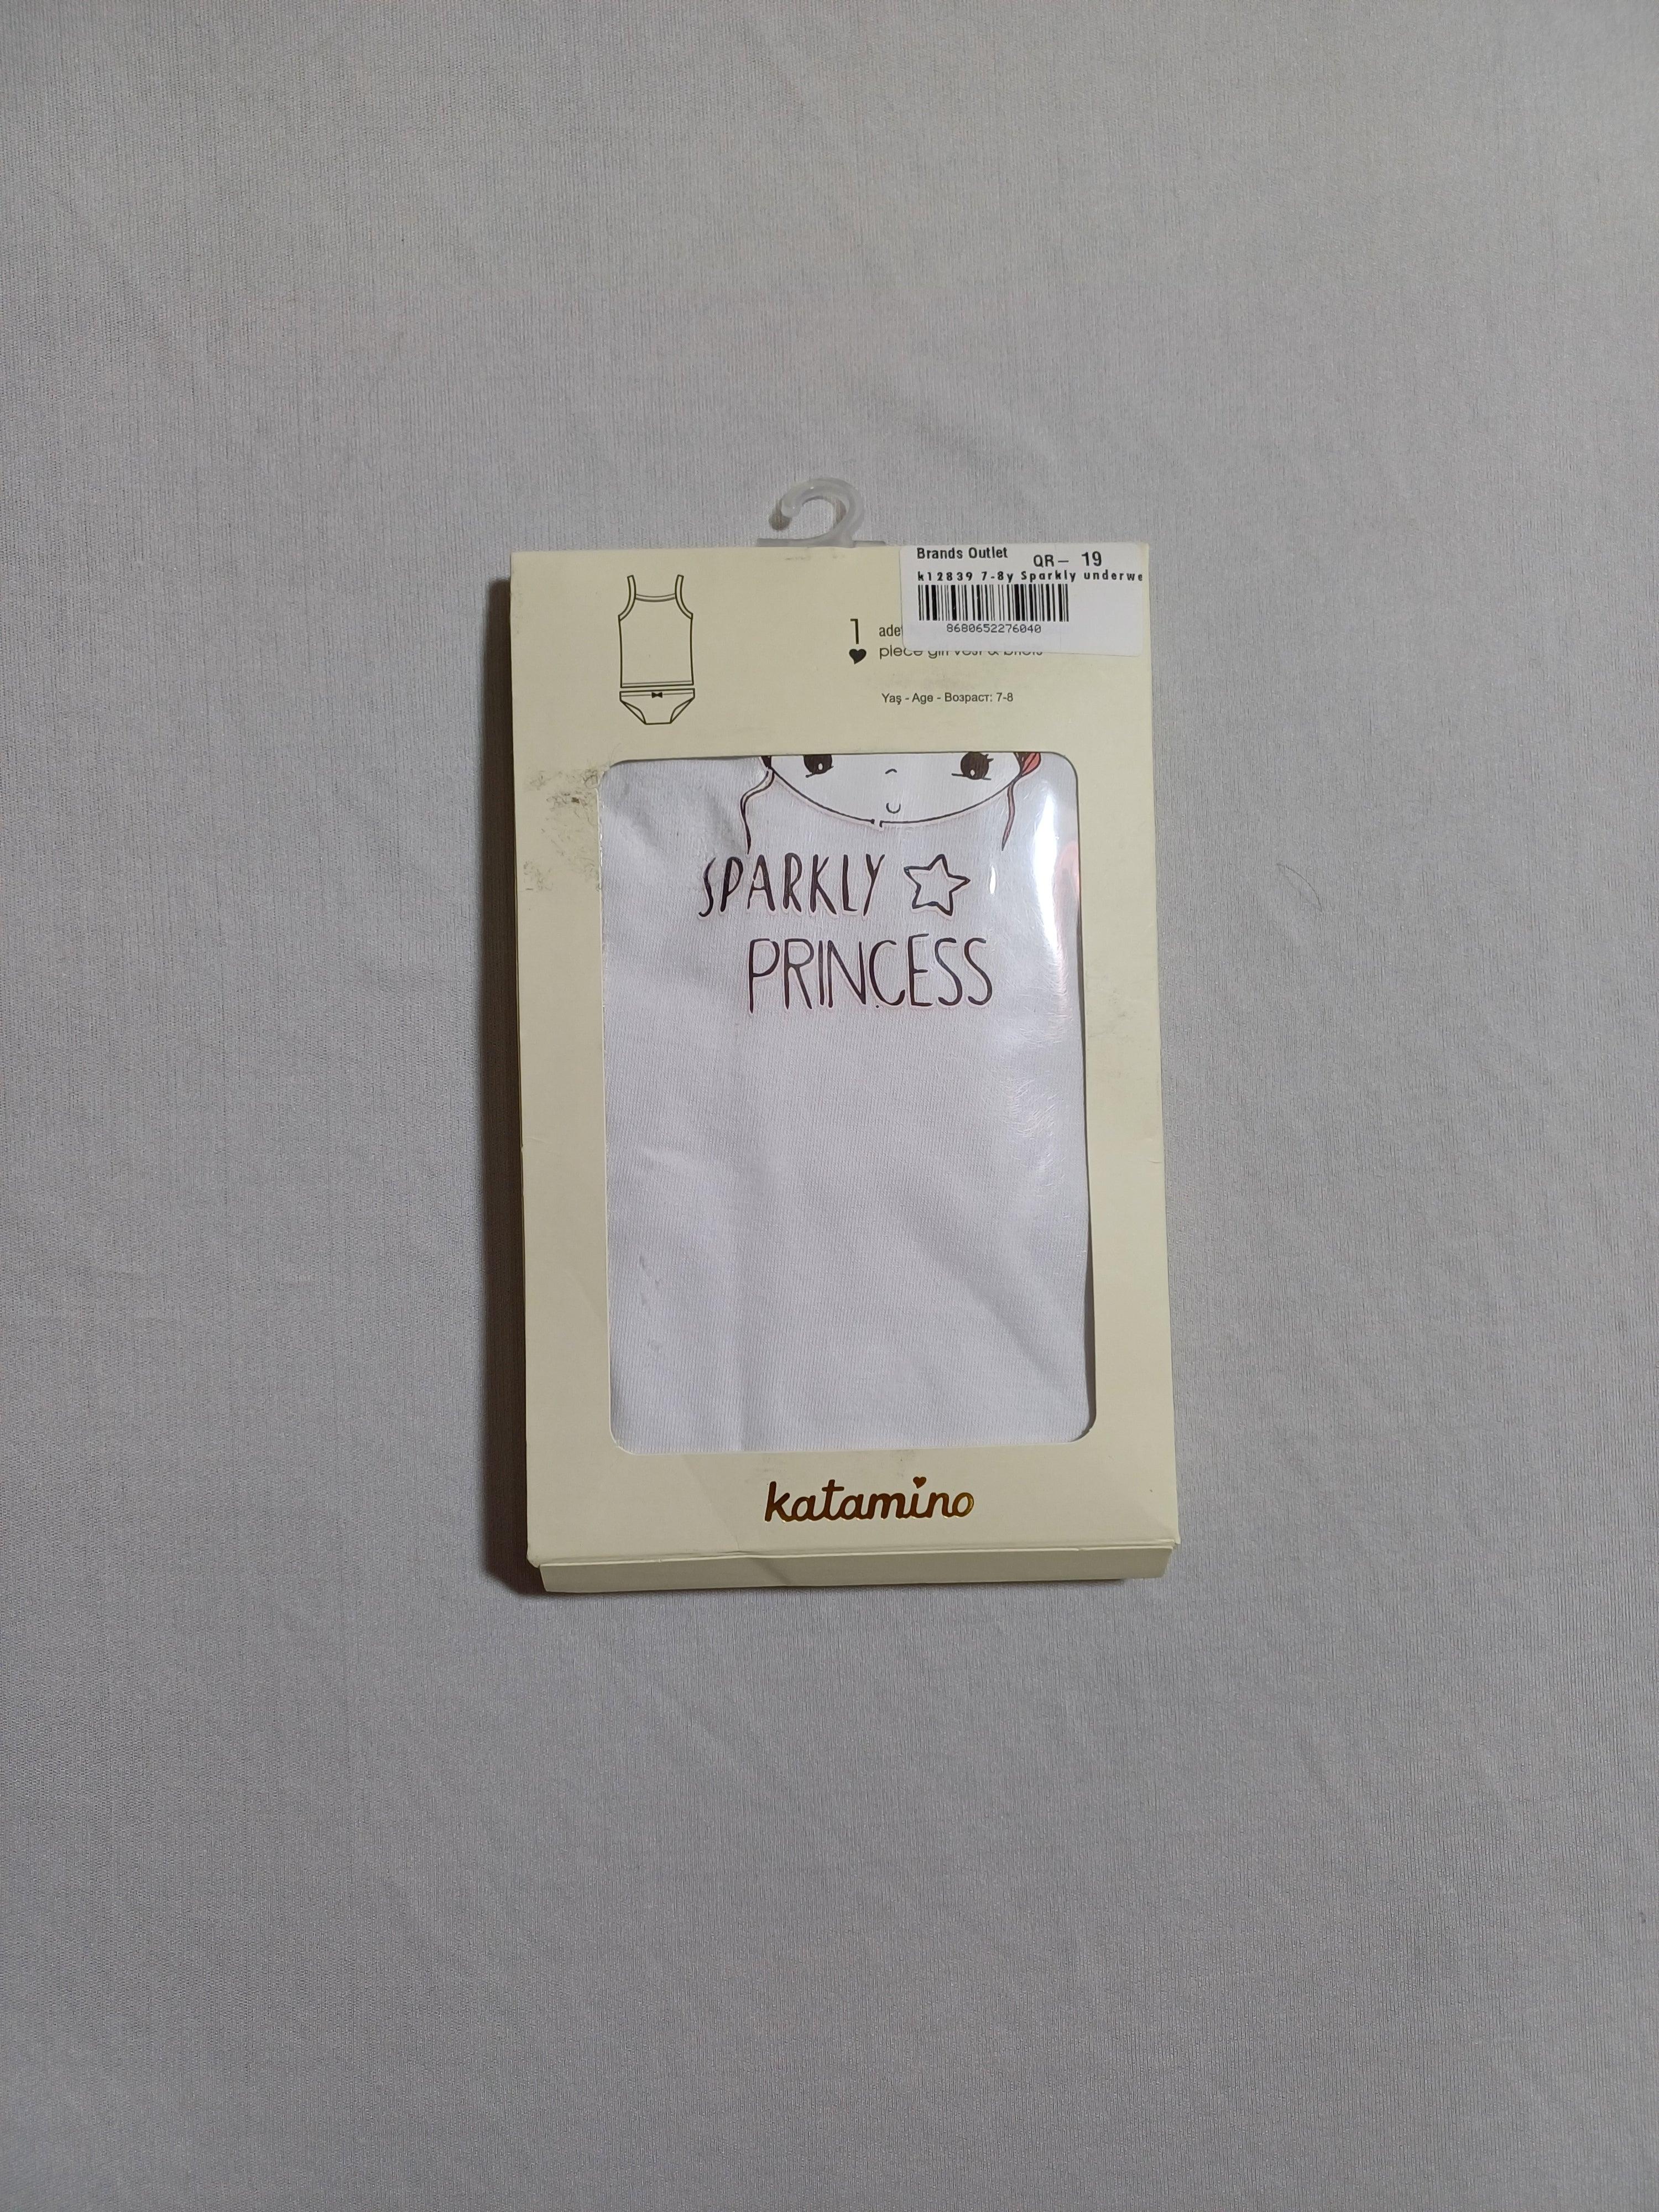 Brands Outlet
QR- 19
k12839 7-8y Sparkly underwe
8680652276040
1
piece girl vest & briefs
Yaş - Age - Возраст: 7-8
SPARKLY
PRINCESS
katamino